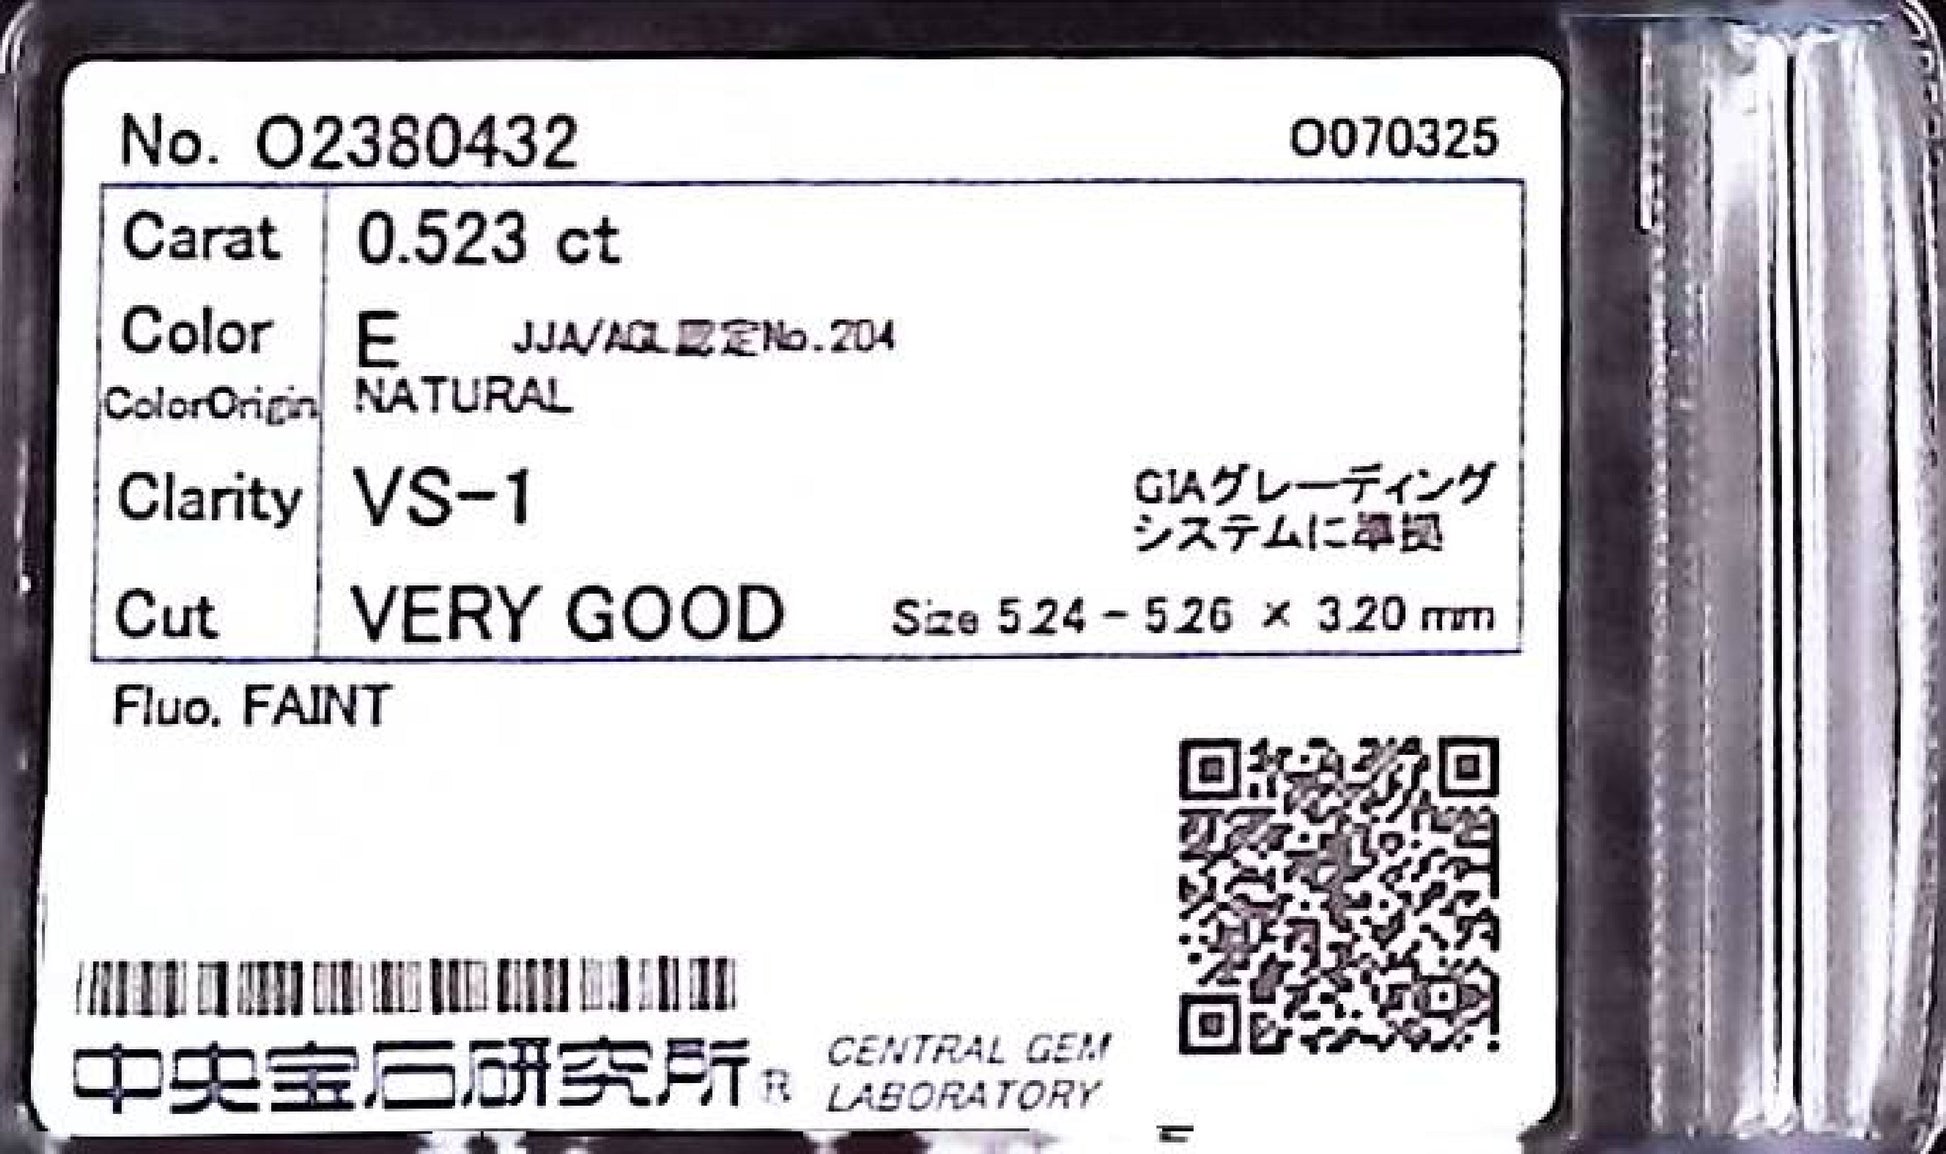 No. O2380432 O070325
Carat 0.523 ct
Color E JJA/AGL認定No.204
ColorOrigin NATURAL
Clarity VS-1 GIAグレーディング
システムに準拠
Cut VERY GOOD Size 5.24 - 5.26 × 3.20 mm
Fluo. FAINT
中央宝石研究所® CENTRAL GEM
LABORATORY